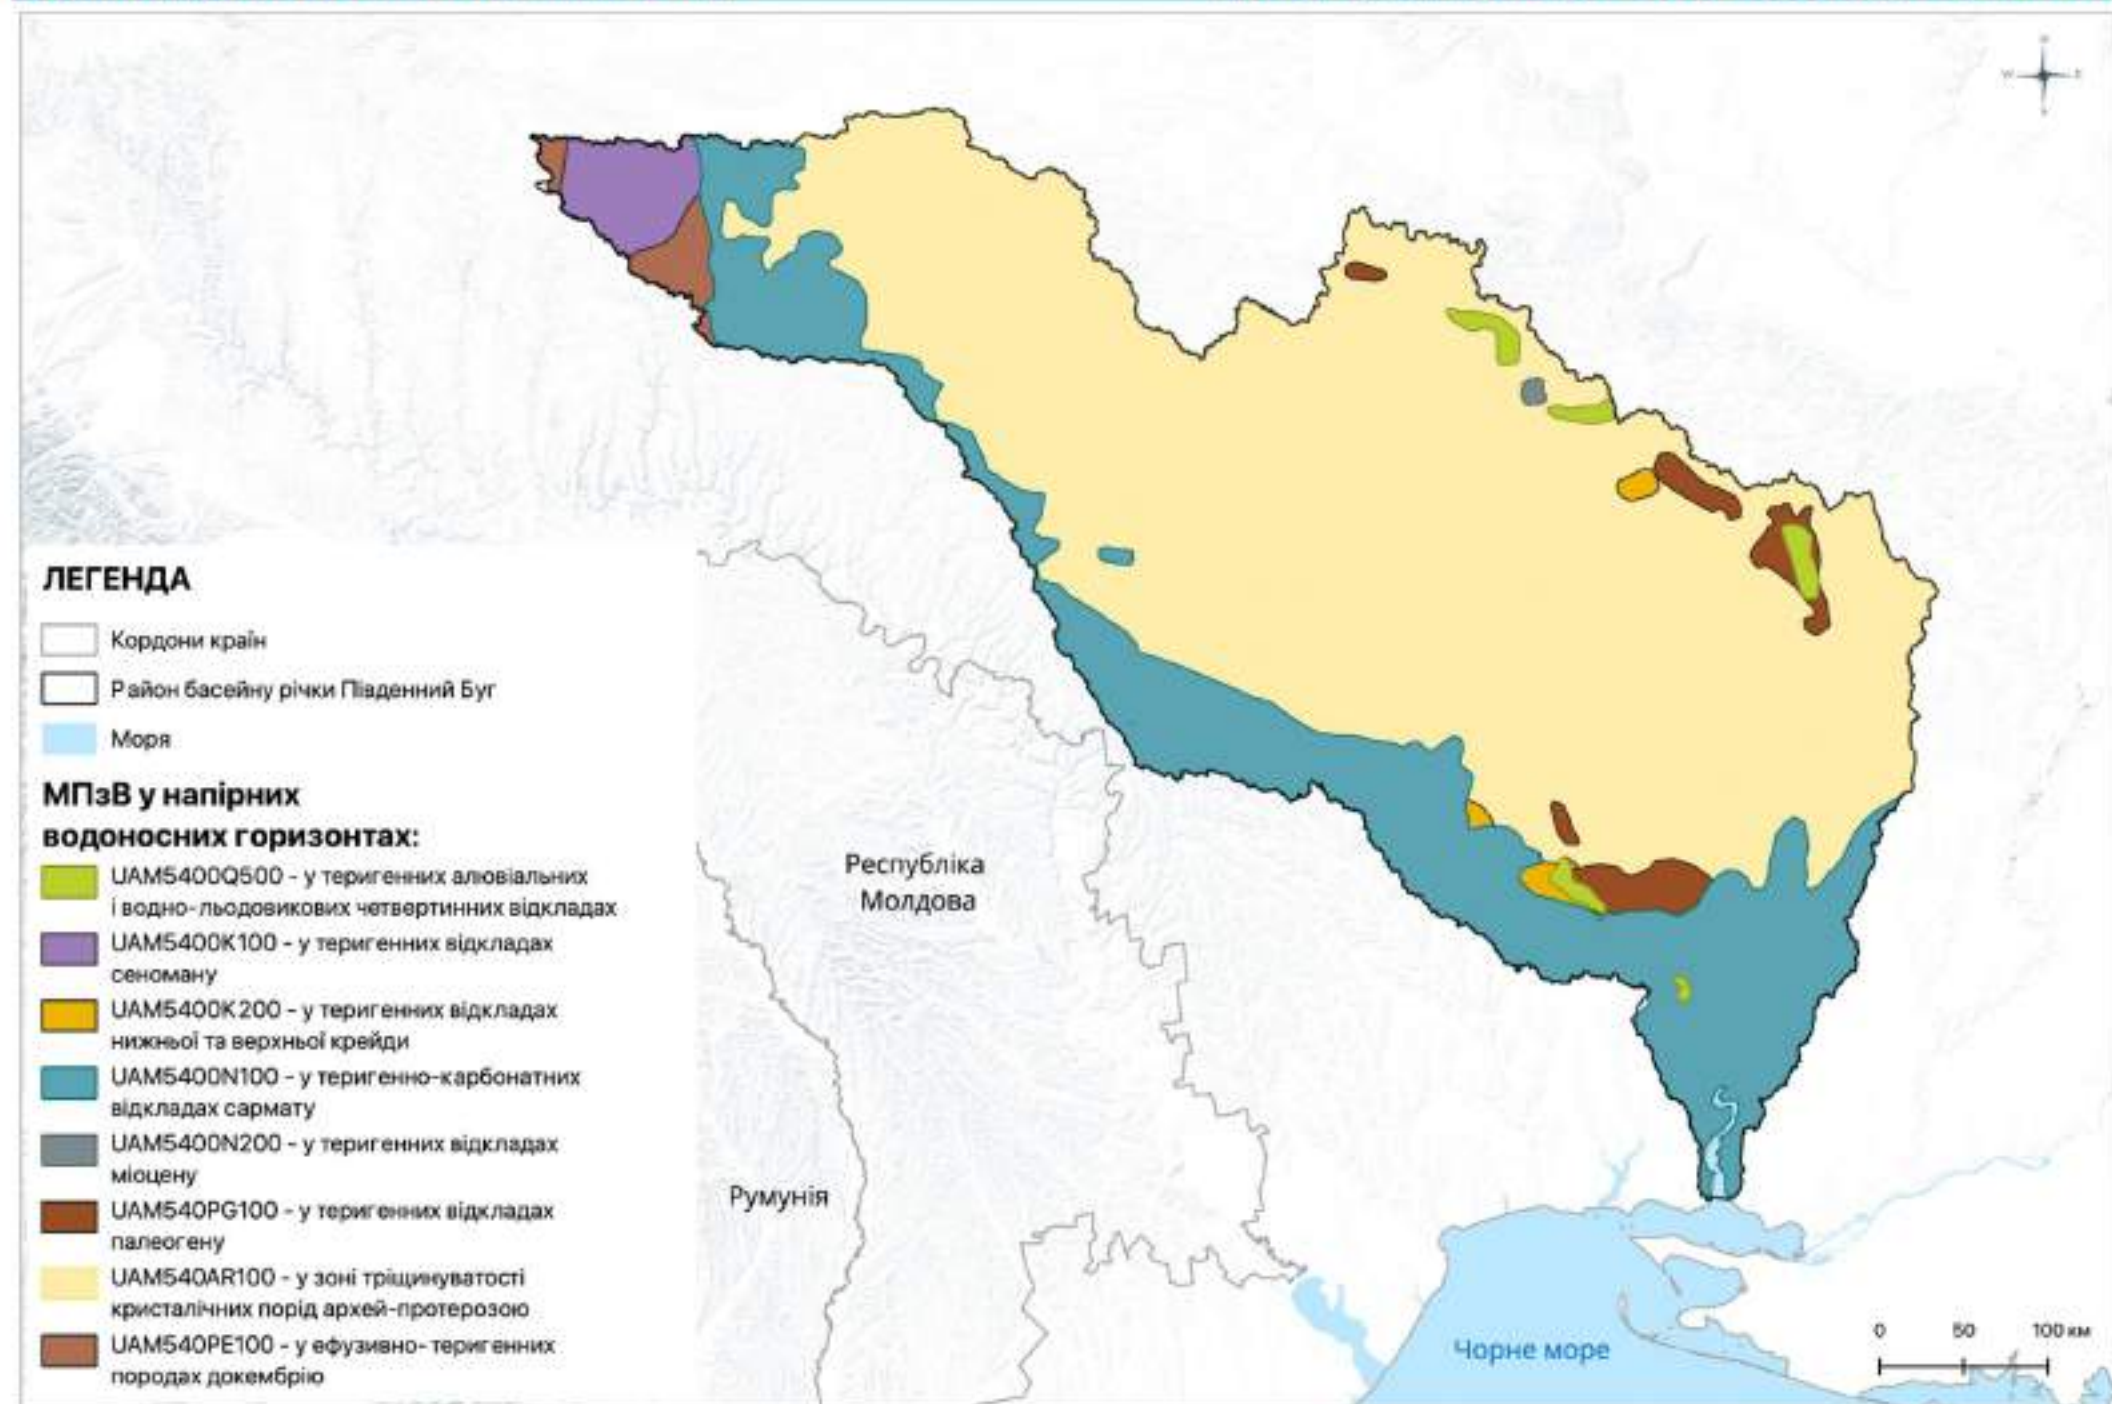 W
E
ЛЕГЕНДА
Кордони країн
Район басейну річки Південний Буг
Моря
МПзВ у напірних
водоносних горизонтах:
UAM5400Q500 - у теригенних алювіальних
і водно-льодовикових четвертинних відкладах
UAM5400K100 - у теригенних відкладах
сеноману
UAM5400K200 - у теригенних відкладах
нижньої та верхньої крейди
UAM5400N100 - у теригенно-карбонатних
відкладах сармату
UAM5400N200 - у теригенних відкладах
міоцену
UAM540PG100 - у теригенних відкладах
палеогену
UAM540AR100 - у зоні тріщинуватості
кристалічних порід архей-протерозою
UAM540PE100 - у ефузивно-теригенних
породах докембрію
Республіка
Молдова
Румунія
Чорне море
0 50 100 км